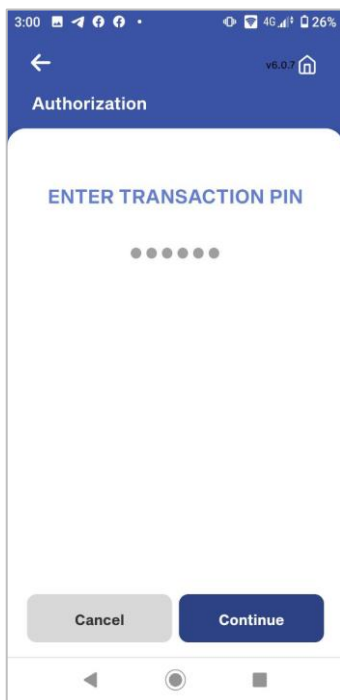 3:00 4G 26%
v6.0.7
Authorization
ENTER TRANSACTION PIN
Cancel Continue